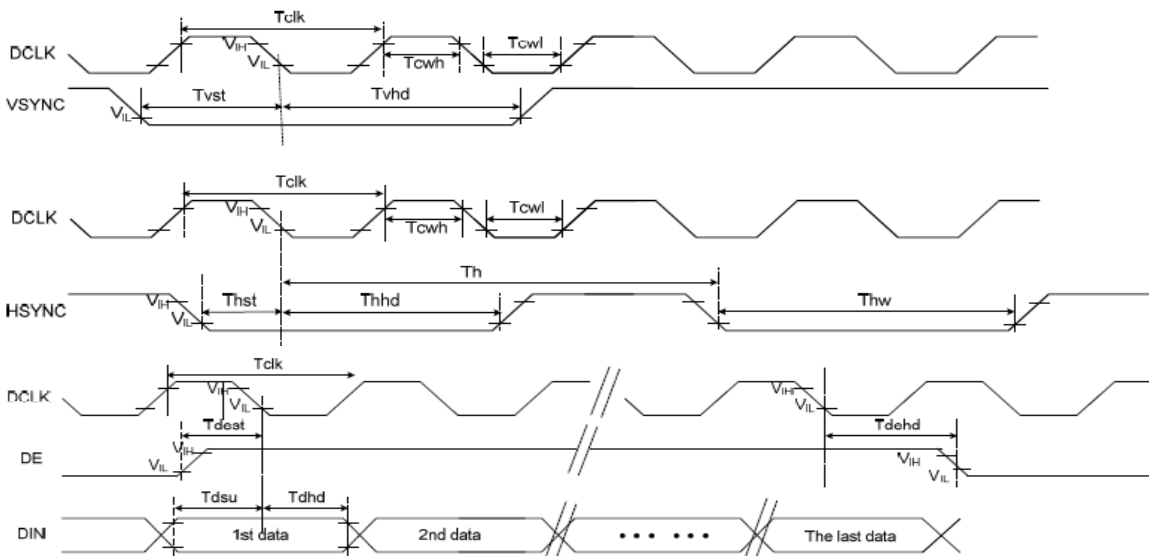 Tclk
DCLK VIH VIL Tcwh Tcwl
VSYNC VIL Tvst Tvhd
Tclk
DCLK VIH VIL Tcwh Tcwl
Th
HSYNC VIH VIL Thst Thhd Thw
Tclk
DCLK VIH VIL VIH VIL
Tdest Tdehd
DE VIL VIH VIH VIL
Tdsu Tdhd
DIN 1st data 2nd data • • • • • • The last data